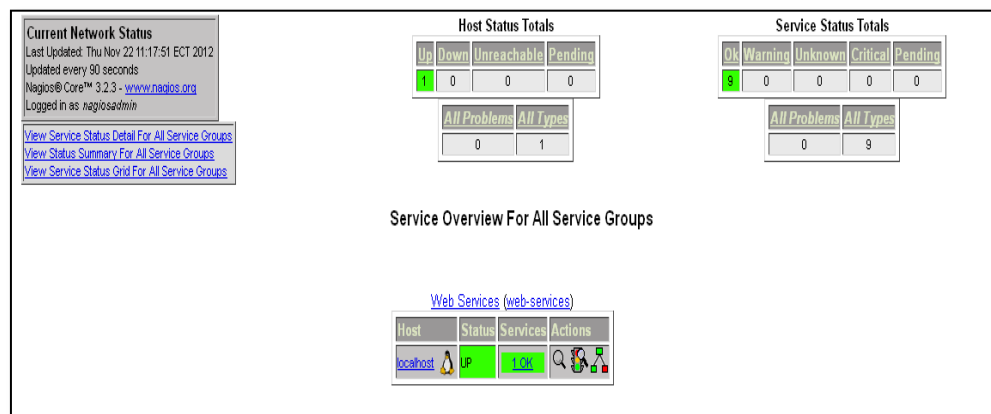 Current Network Status
Last Updated: Thu Nov 22 11:17:51 ECT 2012
Updated every 90 seconds
Nagios® Core™ 3.2.3 - www.nagios.org
Logged in as nagiosadmin
View Service Status Detail For All Service Groups
View Status Summary For All Service Groups
View Service Status Grid For All Service Groups
Host Status Totals
Up Down Unreachable Pending
1 0 0 0
All Problems All Types
0 1
Service Status Totals
Ok Warning Unknown Critical Pending
9 0 0 0 0
All Problems All Types
0 9
Service Overview For All Service Groups
Web Services (web-services)
Host Status Services Actions
localhost UP 1 OK